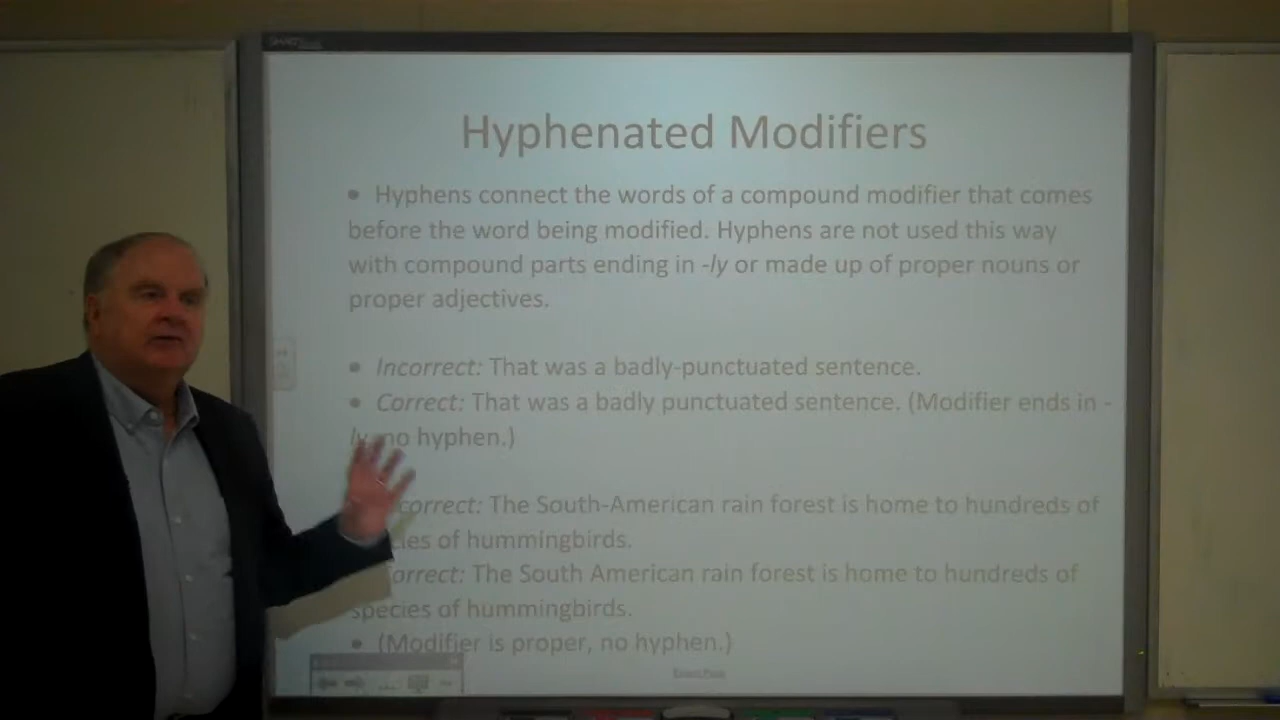 Hyphenated Modifiers
• Hyphens connect the words of a compound modifier that comes
before the word being modified. Hyphens are not used this way
with compound parts ending in -ly or made up of proper nouns or
proper adjectives.
• Incorrect: That was a badly-punctuated sentence.
• Correct: That was a badly punctuated sentence. (Modifier ends in -
ly no hyphen.)
correct: The South-American rain forest is home to hundreds of
cies of hummingbirds.
orrect: The South American rain forest is home to hundreds of
species of hummingbirds.
• (Modifier is proper, no hyphen.)